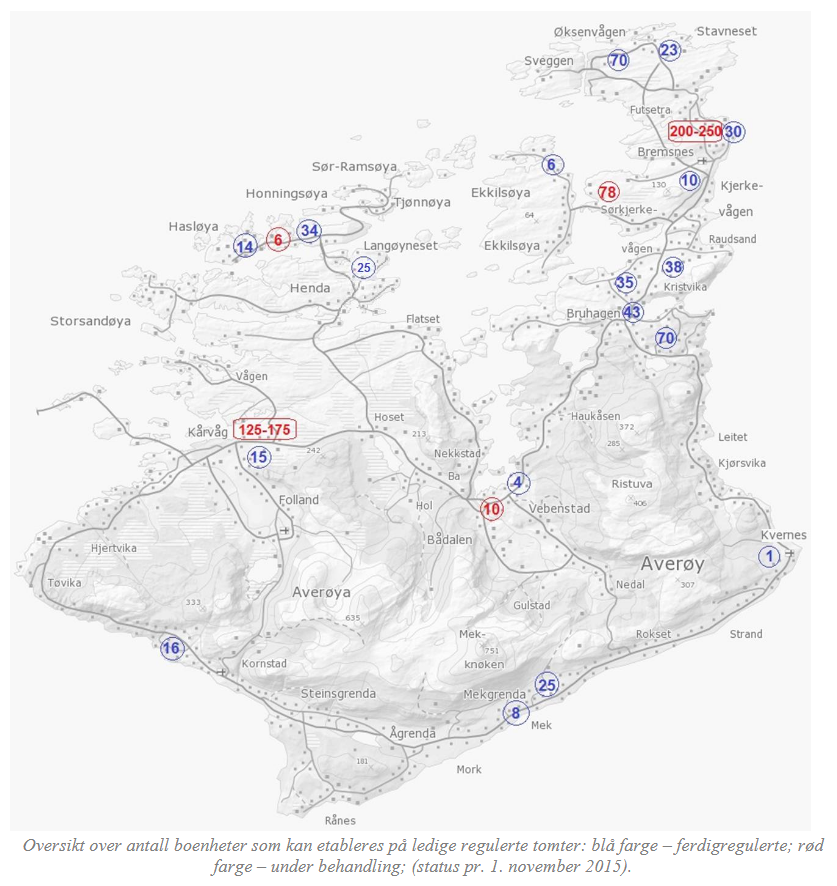 Øksenvågen
Stavneset
23
70
Sveggen
Futsetra
200-250
30
Bremsnes
Sør-Ramsøya
6
Ekkilsøya
78
130
10
Kjerke-
vågen
Honningsøya
Tjønnøya
64
Sørkjerke-
vågen
Hasløya
14
6
34
Langøyneset
Ekkilsøya
Raudsand
25
35
38
Kristvika
Henda
Storsandøya
Flatset
Bruhagen
43
70
Vågen
Hoset
Haukåsen
372
285
Kårvåg
125-175
213
242
15
Nekkstad
Ba
Leitet
Kjørsvika
4
Ristuva
406
Folland
Hol
10
Vebenstad
Bådalen
Kvernes
1
Hjertvika
Tøvika
Averøy
307
Nedal
Averøya
333
635
Gulstad
Mek-
knøken
751
Rokset
Strand
16
Kornstad
Steinsgrenda
Mekgrenda
25
8
Mek
Ågrenda
181
Mork
Rånes
Oversikt over antall boenheter som kan etableres på ledige regulerte tomter: blå farge – ferdigregulerte; rød
farge – under behandling; (status pr. 1. november 2015).